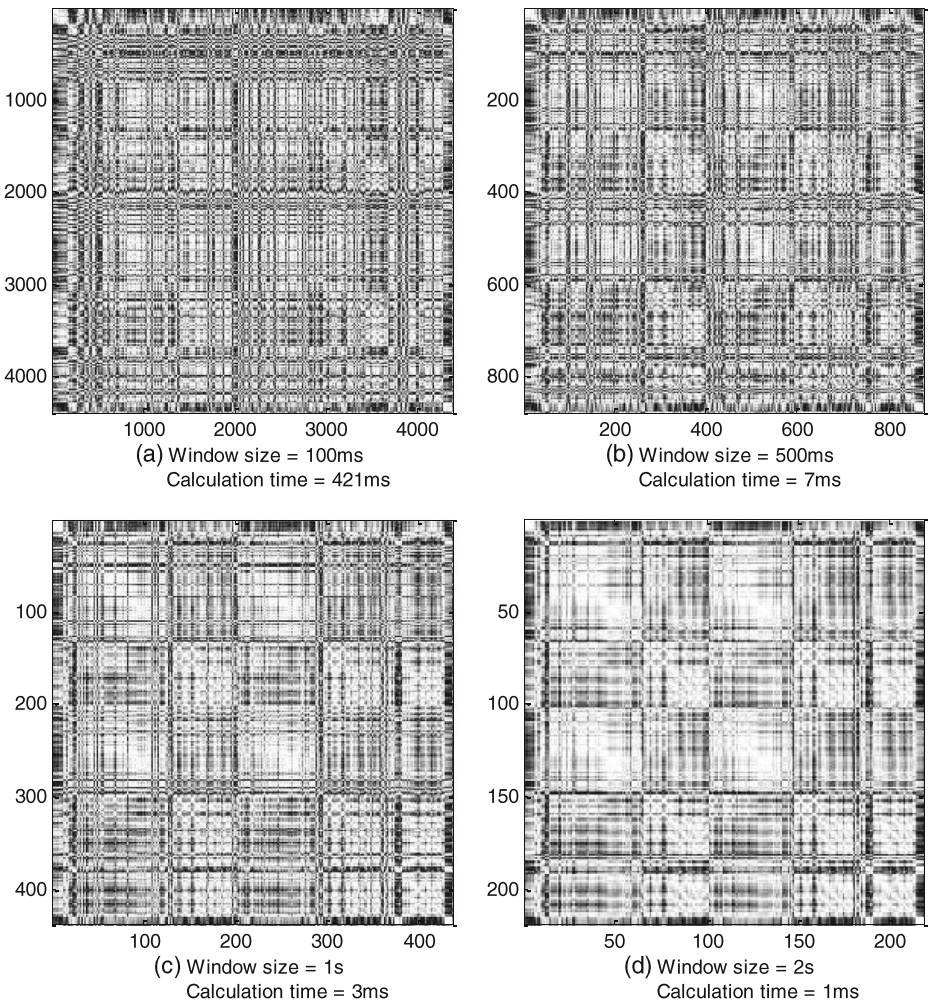 1000
2000
3000
4000
1000 2000 3000 4000
(a) Window size = 100ms
Calculation time = 421ms
200
400
600
800
200 400 600 800
(b) Window size = 500ms
Calculation time = 7ms
100
200
300
400
100 200 300 400
(c) Window size = 1s
Calculation time = 3ms
50
100
150
200
50 100 150 200
(d) Window size = 2s
Calculation time = 1ms